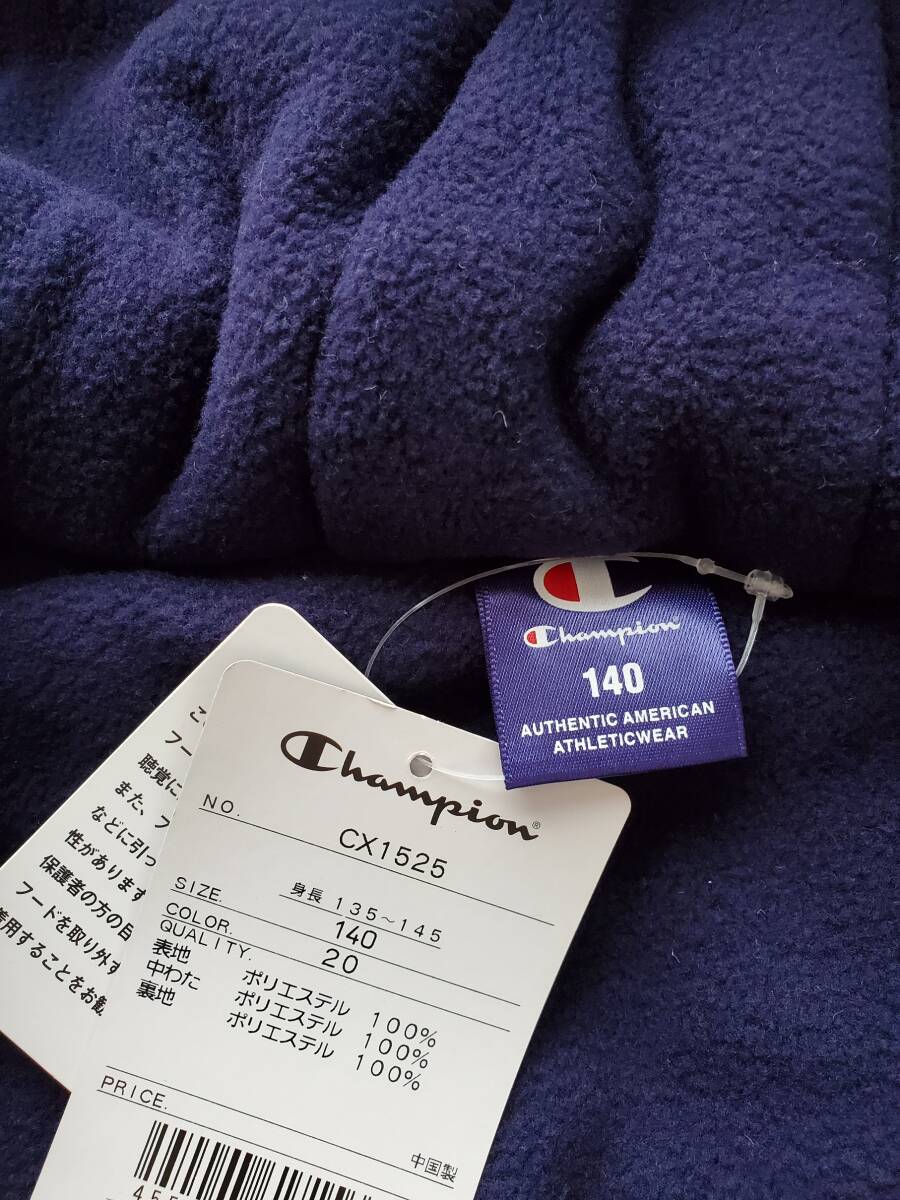 Champion
140
AUTHENTIC AMERICAN
ATHLETICWEAR
Champion®
NO. CX1525
SIZE. 身長 135～145
140
COLOR. 20
QUALITY.
表地 ポリエステル 100%
中わた ポリエステル 100%
裏地 ポリエステル 100%
PRICE.
中国製
フー
聴覚に
また、フ
などに引っ
性があります
保護者の方の目
フードを取り外す
着用することをお勧